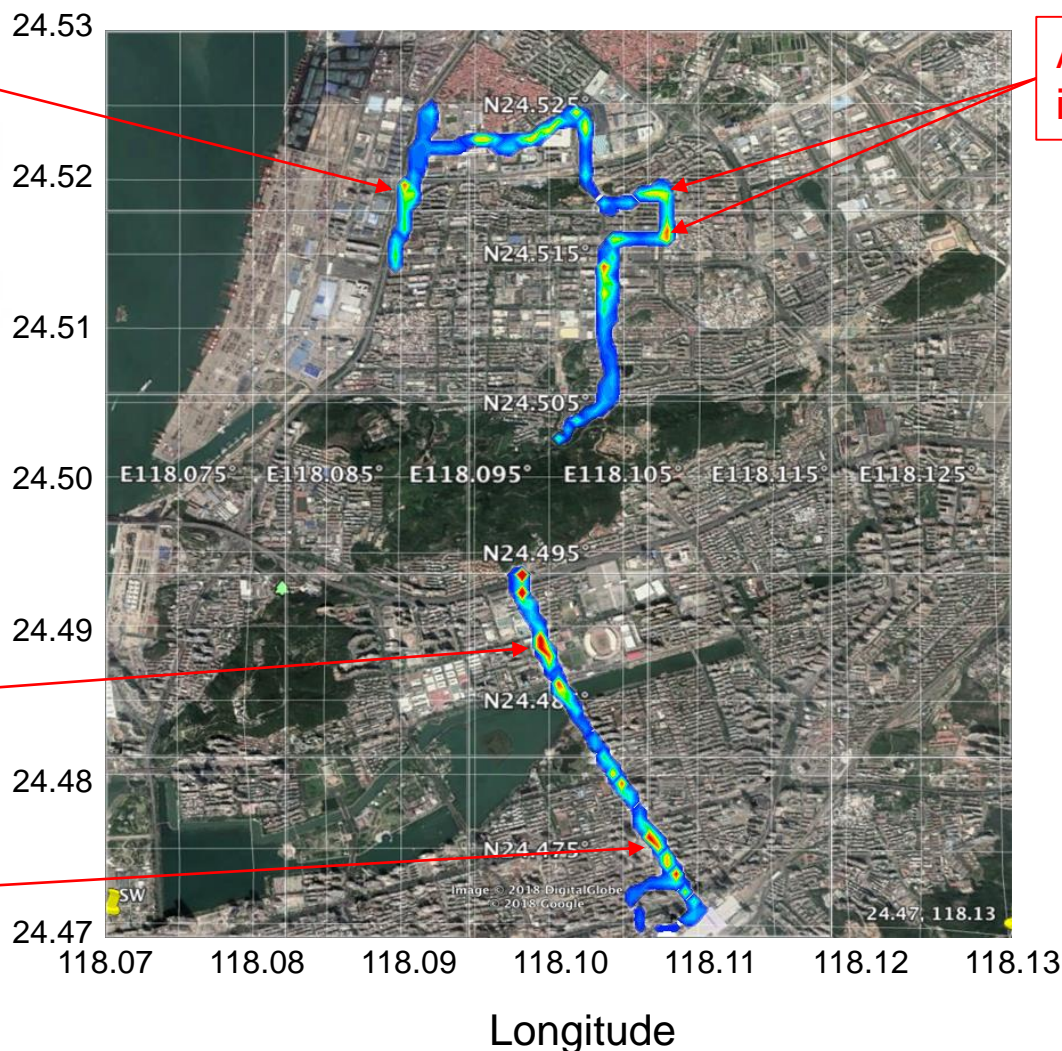 24.53
24.52
24.51
24.50
24.49
24.48
24.47
N24.525°
N24.515°
N24.505°
E118.075° E118.085° E118.095° E118.105° E118.115° E118.125°
N24.495°
N24.48
N24.475°
SW
Image © 2018 DigitalGlobe
© 2018 Google
24.47, 118.13
118.07 118.08 118.09 118.10 118.11 118.12 118.13
Longitude